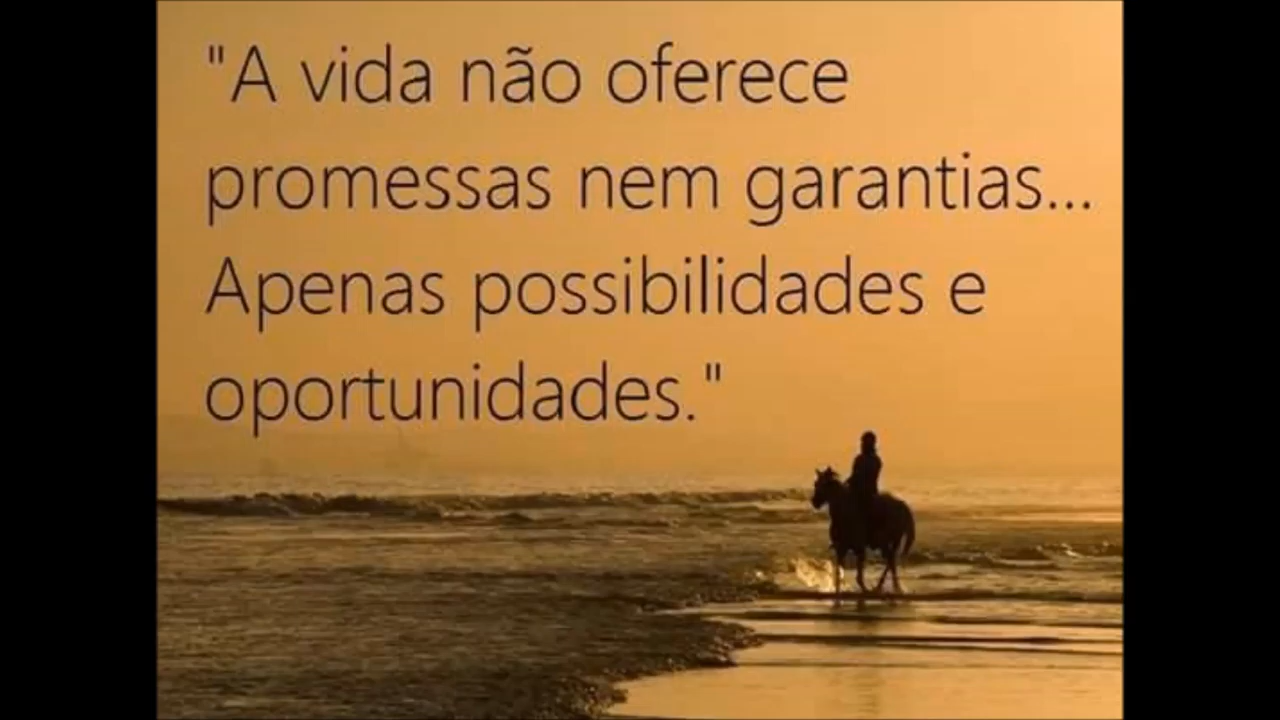 "A vida não oferece
promessas nem garantias...
Apenas possibilidades e
oportunidades."